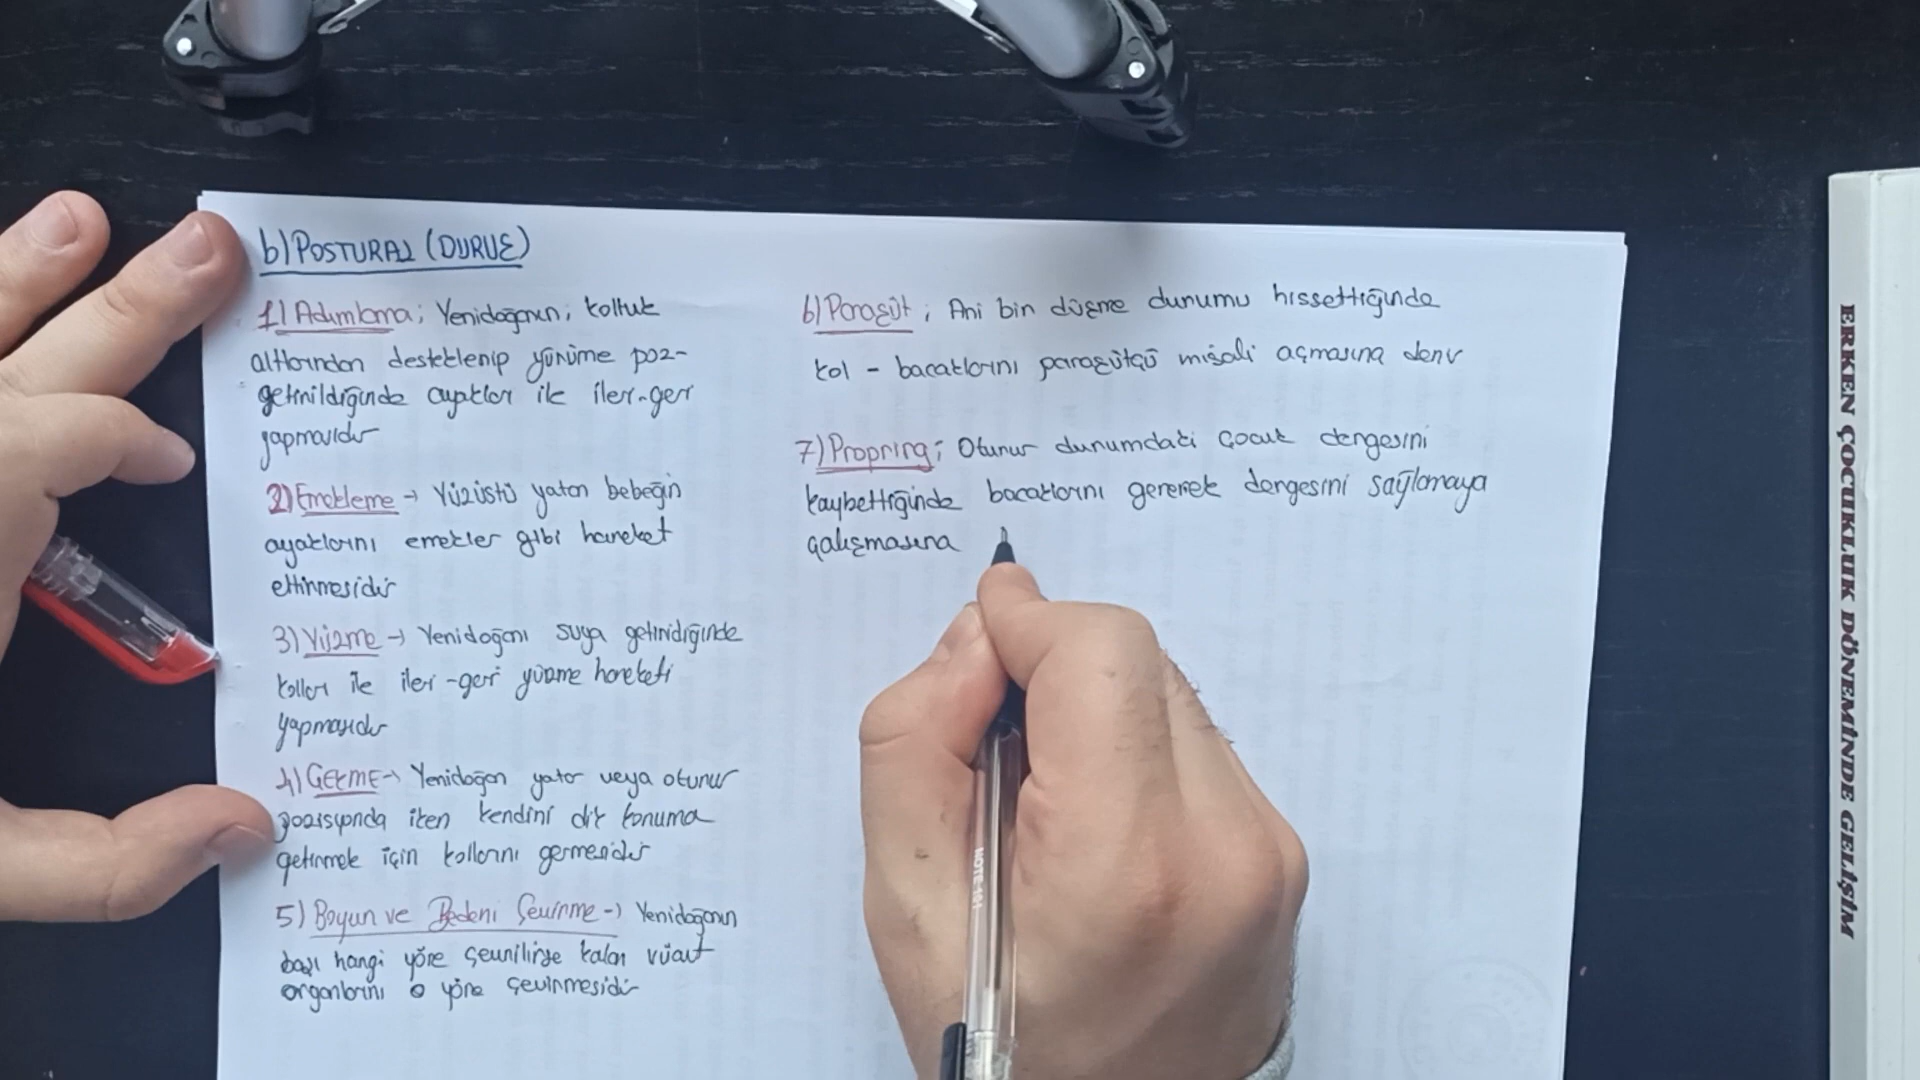 b) POSTURAL (DURUŞ)
1) Adımlama; Yenidoğanın; koltuk
altlarından desteklenip yürüme poz-
getirildiğinde ayaklar ile ileri-geri
yapmasıdır
2) Emekleme → Yüzüstü yatan bebeğin
ayaklarını emekler gibi hareket
ettirmesidir
3) Yüzme → Yenidoğanı suya getirildiğinde
kolları ile ileri-geri yüzme hareketi
yapmasıdır
4) Germe → Yenidoğan yatar veya oturur
pozisyonda iken kendini dik konuma
getirmek için kollarını germesidir
5) Boyun ve Bedeni Çevirme → Yenidoğanın
başı hangi yöne çevrilirse kalan vücut
organlarını o yöne çevirmesidir
6) Paraşüt; Ani bir düşme durumu hissettiğinde
kol - bacaklarını paraşütçü misali açmasına denir
7) Propring; Oturur durumdaki çocuk dengesini
kaybettiğinde bacaklarını gererek dengesini sağlamaya
çalışmasına
ERKEN ÇOCUKLUK DÖNEMİNDE GELİŞİM
NOTE-1101